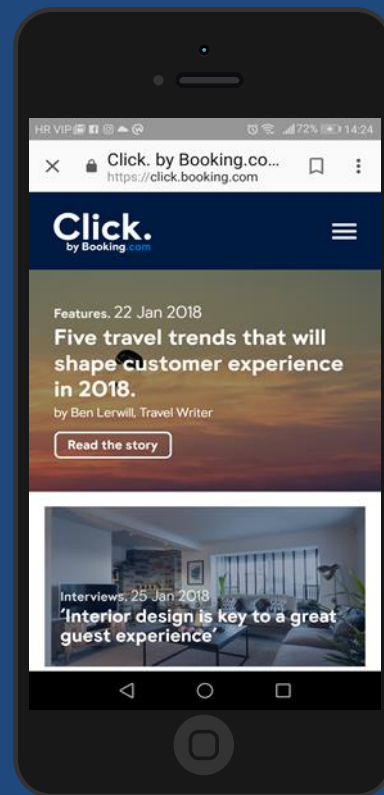 HR VIP 72% 14:24
Click. by Booking.co...
https://click.booking.com
Click.
by Booking.com
Features. 22 Jan 2018
Five travel trends that will
shape customer experience
in 2018.
by Ben Lerwill, Travel Writer
Read the story
Interviews. 25 Jan 2018
‘Interior design is key to a great
guest experience’